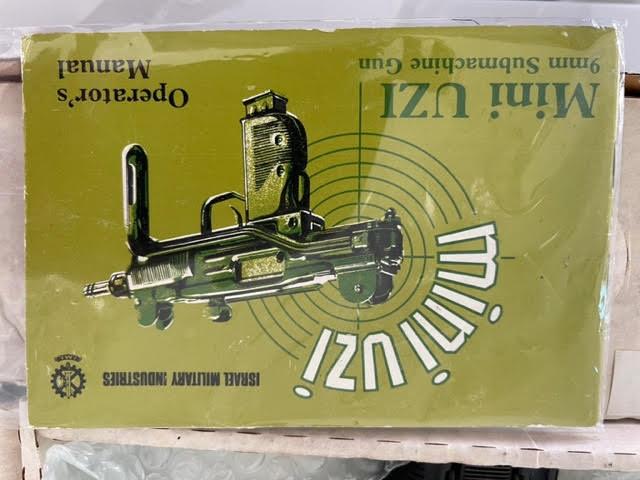 Mini UZI
9mm Submachine Gun
Operator's
Manual
mini UZI
ISRAEL MILITARY INDUSTRIES